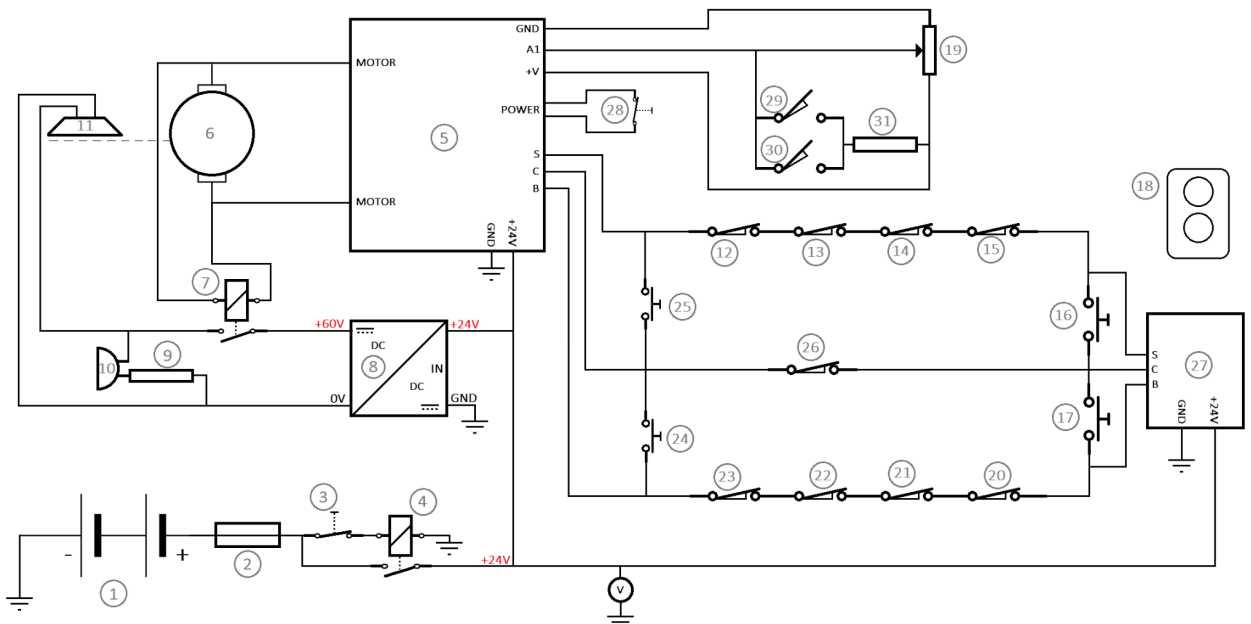 GND
A1
+V
19
MOTOR
29
POWER
28
11
6
5
31
30
S
C
B
18
MOTOR
GND
+24V
12
13
14
15
7
25
16
+60V
+24V
DC
8
IN
DC
9
10
26
S
C
B
27
0V
GND
GND
+24V
17
24
23
22
21
20
3
4
-
+
2
+24V
1
V